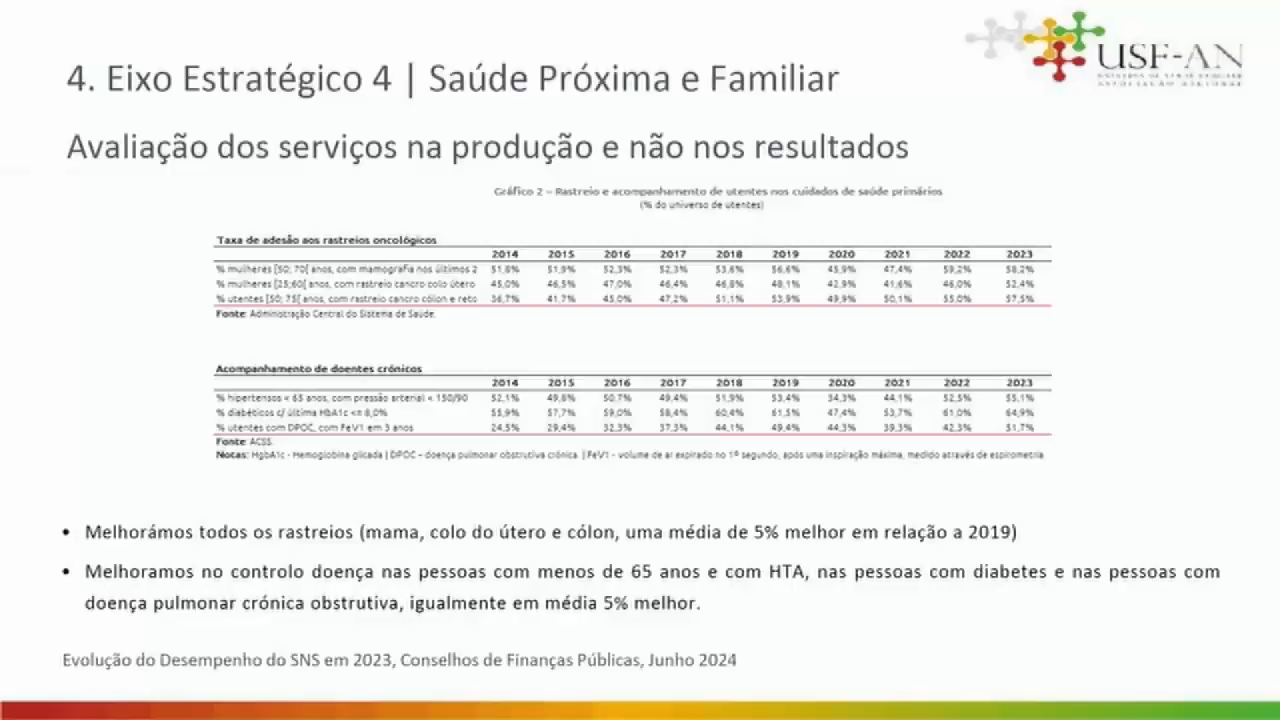 USF-AN
4. Eixo Estratégico 4 | Saúde Próxima e Familiar
Avaliação dos serviços na produção e não nos resultados
Gráfico 2 – Rastreio e acompanhamento de utentes nos cuidados de saúde primários
(% do universo de utentes)
Taxa de adesão aos rastreios oncológicos
2014 2015 2016 2017 2018 2019 2020 2021 2022 2023
% mulheres [50; 70[ anos, com mamografia nos últimos 2 51,8% 51,9% 52,3% 52,3% 53,6% 56,6% 45,9% 47,4% 59,2% 58,2%
% mulheres [25;60[ anos, com rastreio cancro colo útero 45,0% 46,5% 47,0% 46,4% 46,8% 48,1% 42,9% 41,6% 46,0% 52,4%
% utentes [50; 75[ anos, com rastreio cancro cólon e reto 36,7% 41,7% 45,0% 47,2% 51,1% 53,9% 49,9% 50,1% 55,0% 57,5%
Fonte: Administração Central do Sistema de Saúde.
Acompanhamento de doentes crónicos
2014 2015 2016 2017 2018 2019 2020 2021 2022 2023
% hipertensos < 65 anos, com pressão arterial < 150/90 52,1% 49,8% 50,7% 49,4% 51,9% 53,4% 34,3% 44,1% 52,5% 55,1%
% diabéticos c/ última HbA1c <= 8,0% 55,9% 57,7% 59,0% 58,4% 60,4% 61,5% 47,4% 53,7% 61,0% 64,9%
% utentes com DPOC, com FeV1 em 3 anos 24,5% 29,4% 32,3% 37,3% 44,1% 49,4% 44,3% 39,3% 42,3% 51,7%
Fonte: ACSS.
Notas: HgbA1c - Hemoglobina glicada | DPOC – doença pulmonar obstrutiva crónica. | FeV1 - volume de ar expirado no 1º segundo, após uma inspiração máxima, medido através de espirometria
• Melhorámos todos os rastreios (mama, colo do útero e cólon, uma média de 5% melhor em relação a 2019)
• Melhoramos no controlo doença nas pessoas com menos de 65 anos e com HTA, nas pessoas com diabetes e nas pessoas com
doença pulmonar crónica obstrutiva, igualmente em média 5% melhor.
Evolução do Desempenho do SNS em 2023, Conselhos de Finanças Públicas, Junho 2024